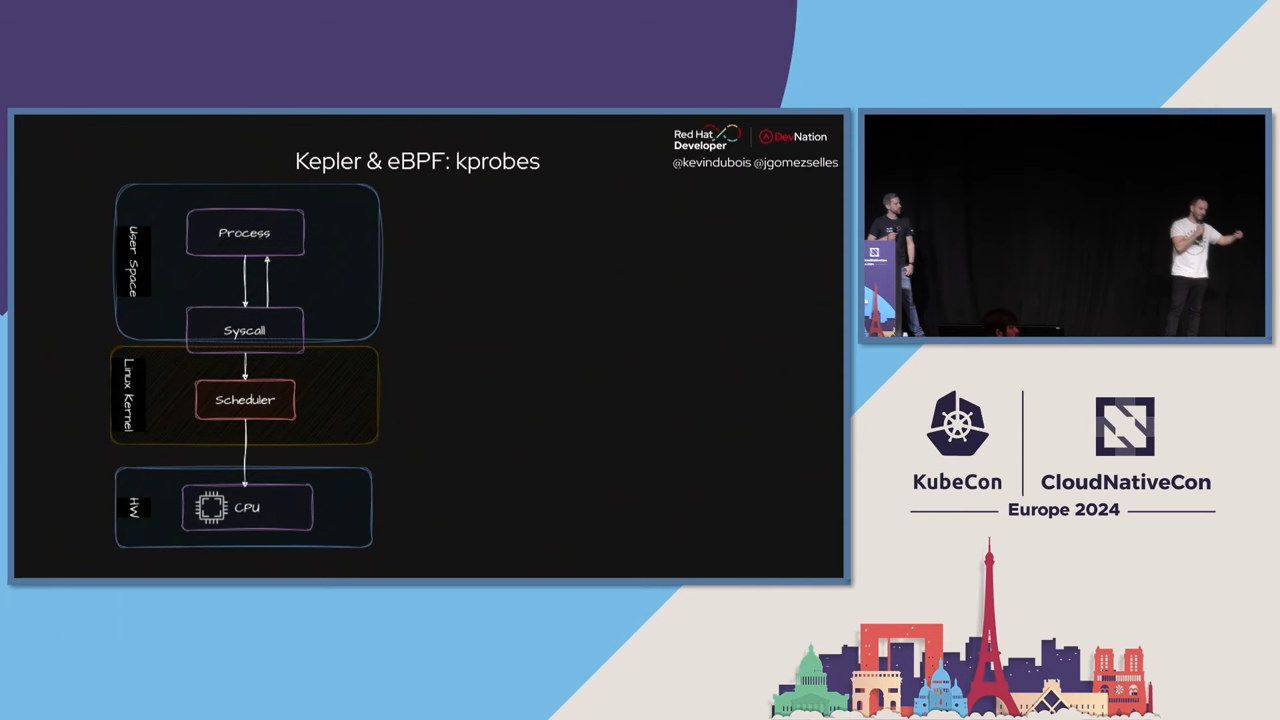 Red Hat
Developer
DevNation
Kepler & eBPF: kprobes
@kevindubois @jgomezselles
User Space
Process
Syscall
Linux Kernel
Scheduler
HW
CPU
KubeCon
CloudNativeCon
Europe 2024